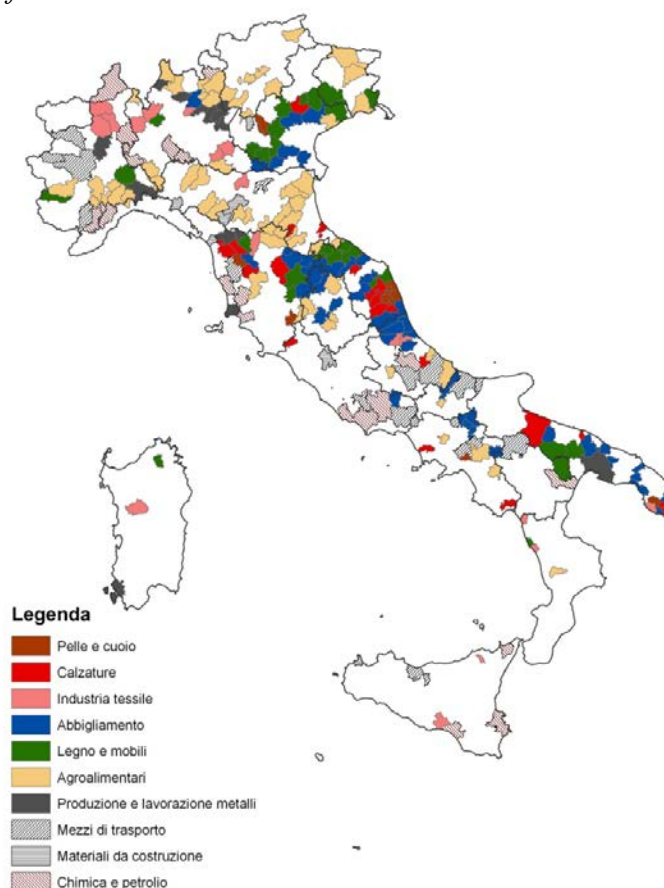 Legenda
Pelle e cuoio
Calzature
Industria tessile
Abbigliamento
Legno e mobili
Agroalimentari
Produzione e lavorazione metalli
Mezzi di trasporto
Materiali da costruzione
Chimica e petrolio